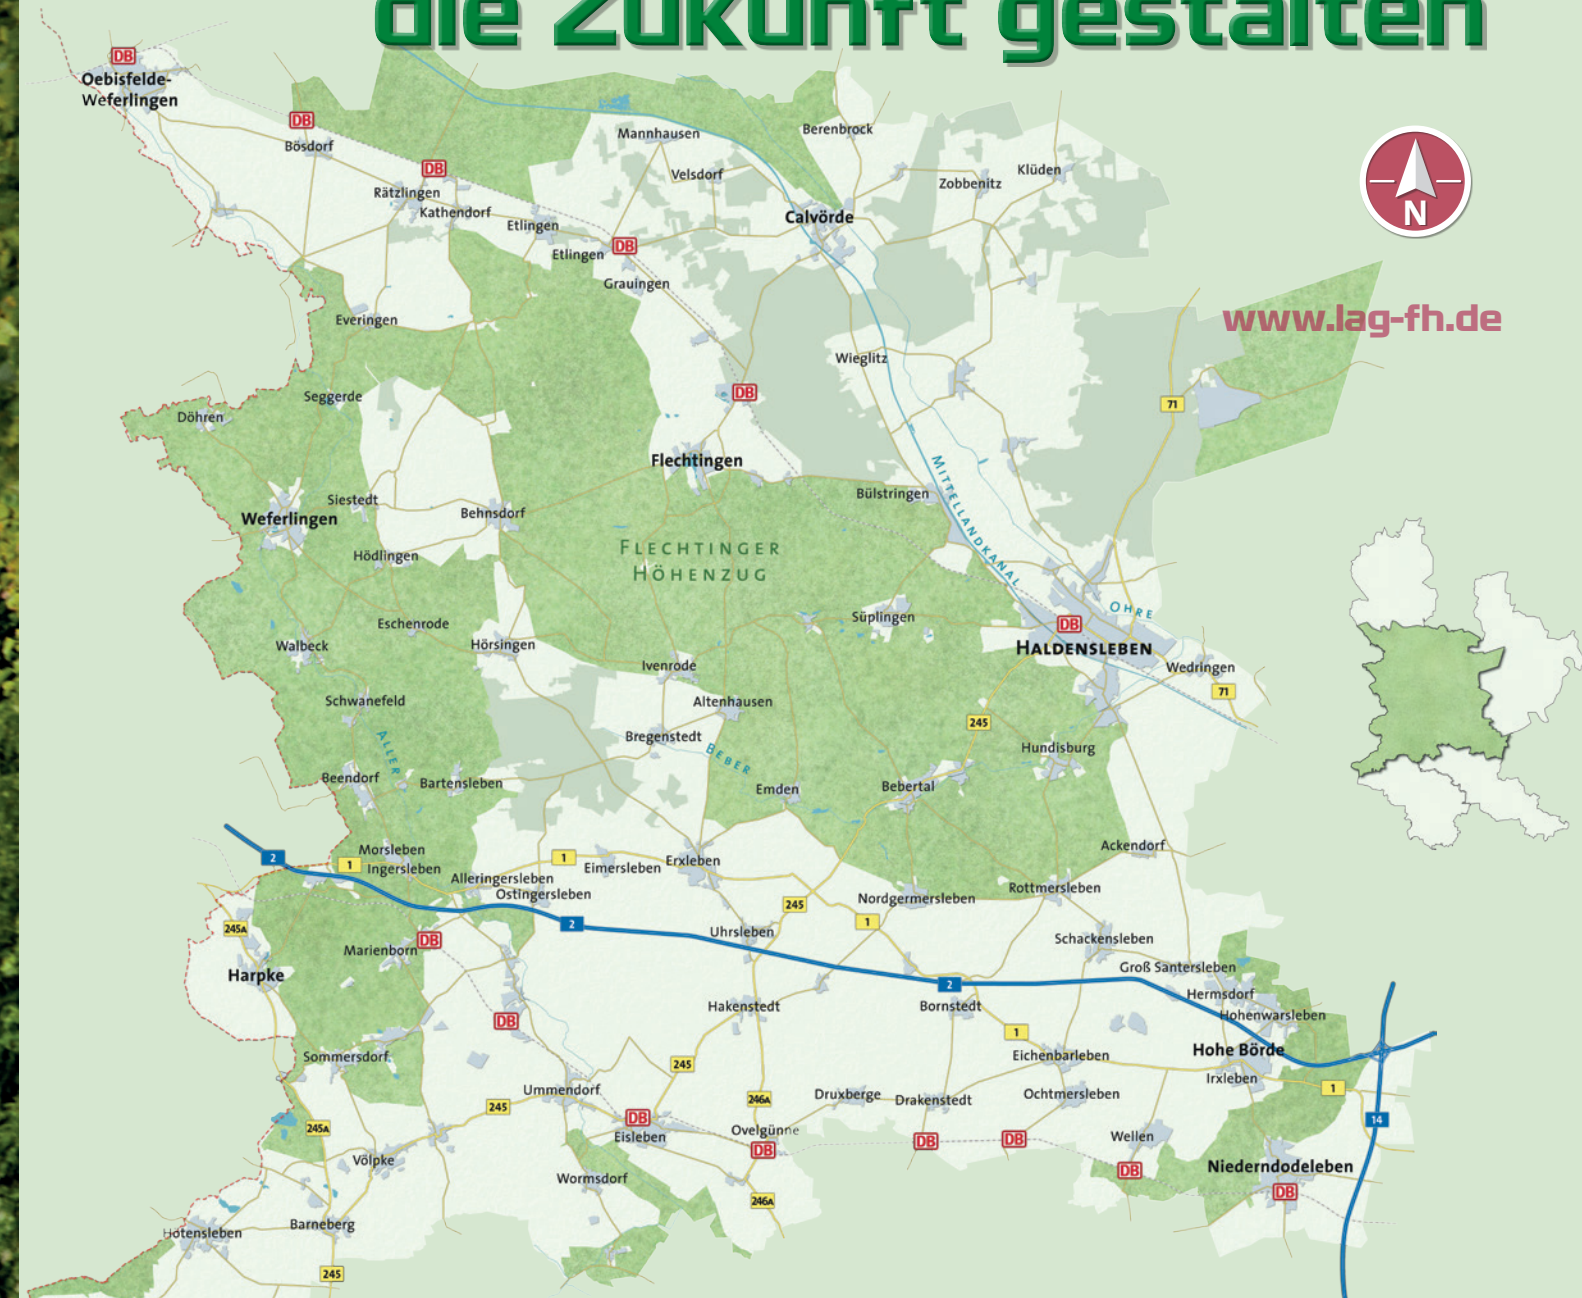 die Zukunft gestalten
DB
Oebisfelde-
Weferlingen
DB
Bösdorf
DB
Rätzlingen
Kathendorf
Etlingen
Etlingen
DB
Grauingen
Mannhausen
Velsdorf
Berenbrock
Calvörde
Zobbenitz
Klüden
N
www.lag-fh.de
Everingen
Wieglitz
Seggerde
Döhren
DB
71
Flechtingen
Bülstringen
MITTELLANDKANAL
Siestedt
Weferlingen
Behnsdorf
Hödlingen
FLECHTINGER
HÖHENZUG
Süplingen
OHRE
DB
HALDENSLEBEN
Wedringen
71
Eschenrode
Walbeck
Hörsingen
Ivenrode
Schwanefeld
Altenhausen
Bregenstedt
245
ALLER
BEBER
Hundisburg
Beendorf
Bartensleben
Emden
Bebertal
2
1
Morsleben
Ingersleben
1
Eimersleben
Erxleben
Ackendorf
Alleringersleben
Ostingersleben
245
Nordgermersleben
Rottmersleben
245A
2
1
Uhrsleben
Marienborn
DB
Schackensleben
Harpke
Groß Santersleben
2
Hermsdorf
Hakenstedt
Bornstedt
Hohenwarsleben
DB
1
Sommersdorf
Eichenbarleben
Hohe Börde
245
Irxleben
Ummendorf
246A
Druxberge
Drakenstedt
Ochtmersleben
1
245
DB
14
245A
Eisleben
Ovelgünne
DB
DB
DB
Wellen
Völpke
Wormsdorf
DB
Niederndodeleben
DB
246A
Hötensleben
Barneberg
245